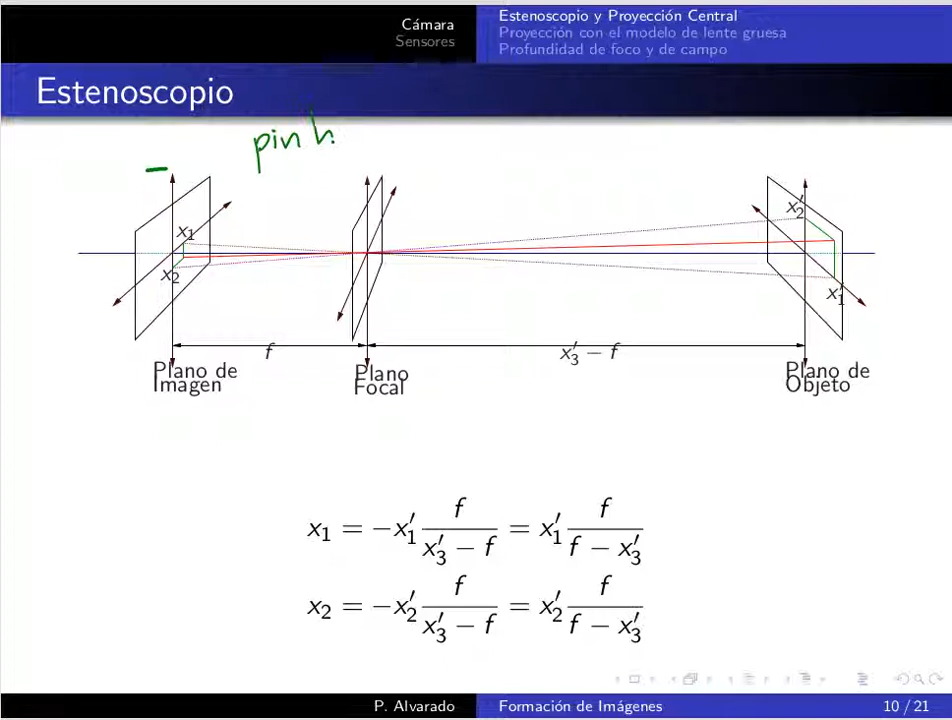 Cámara
Sensores
Estenoscopio y Proyección Central
Proyección con el modelo de lente gruesa
Profundidad de foco y de campo
Estenoscopio
pin h
x₁
x₂
x′₂
x′₁
f
x′₃ − f
Plano de
Imagen
Plano
Focal
Plano de
Objeto
x₁ = −x′₁ f/(x′₃ − f) = x′₁ f/(f − x′₃)
x₂ = −x′₂ f/(x′₃ − f) = x′₂ f/(f − x′₃)
P. Alvarado
Formación de Imágenes
10 / 21